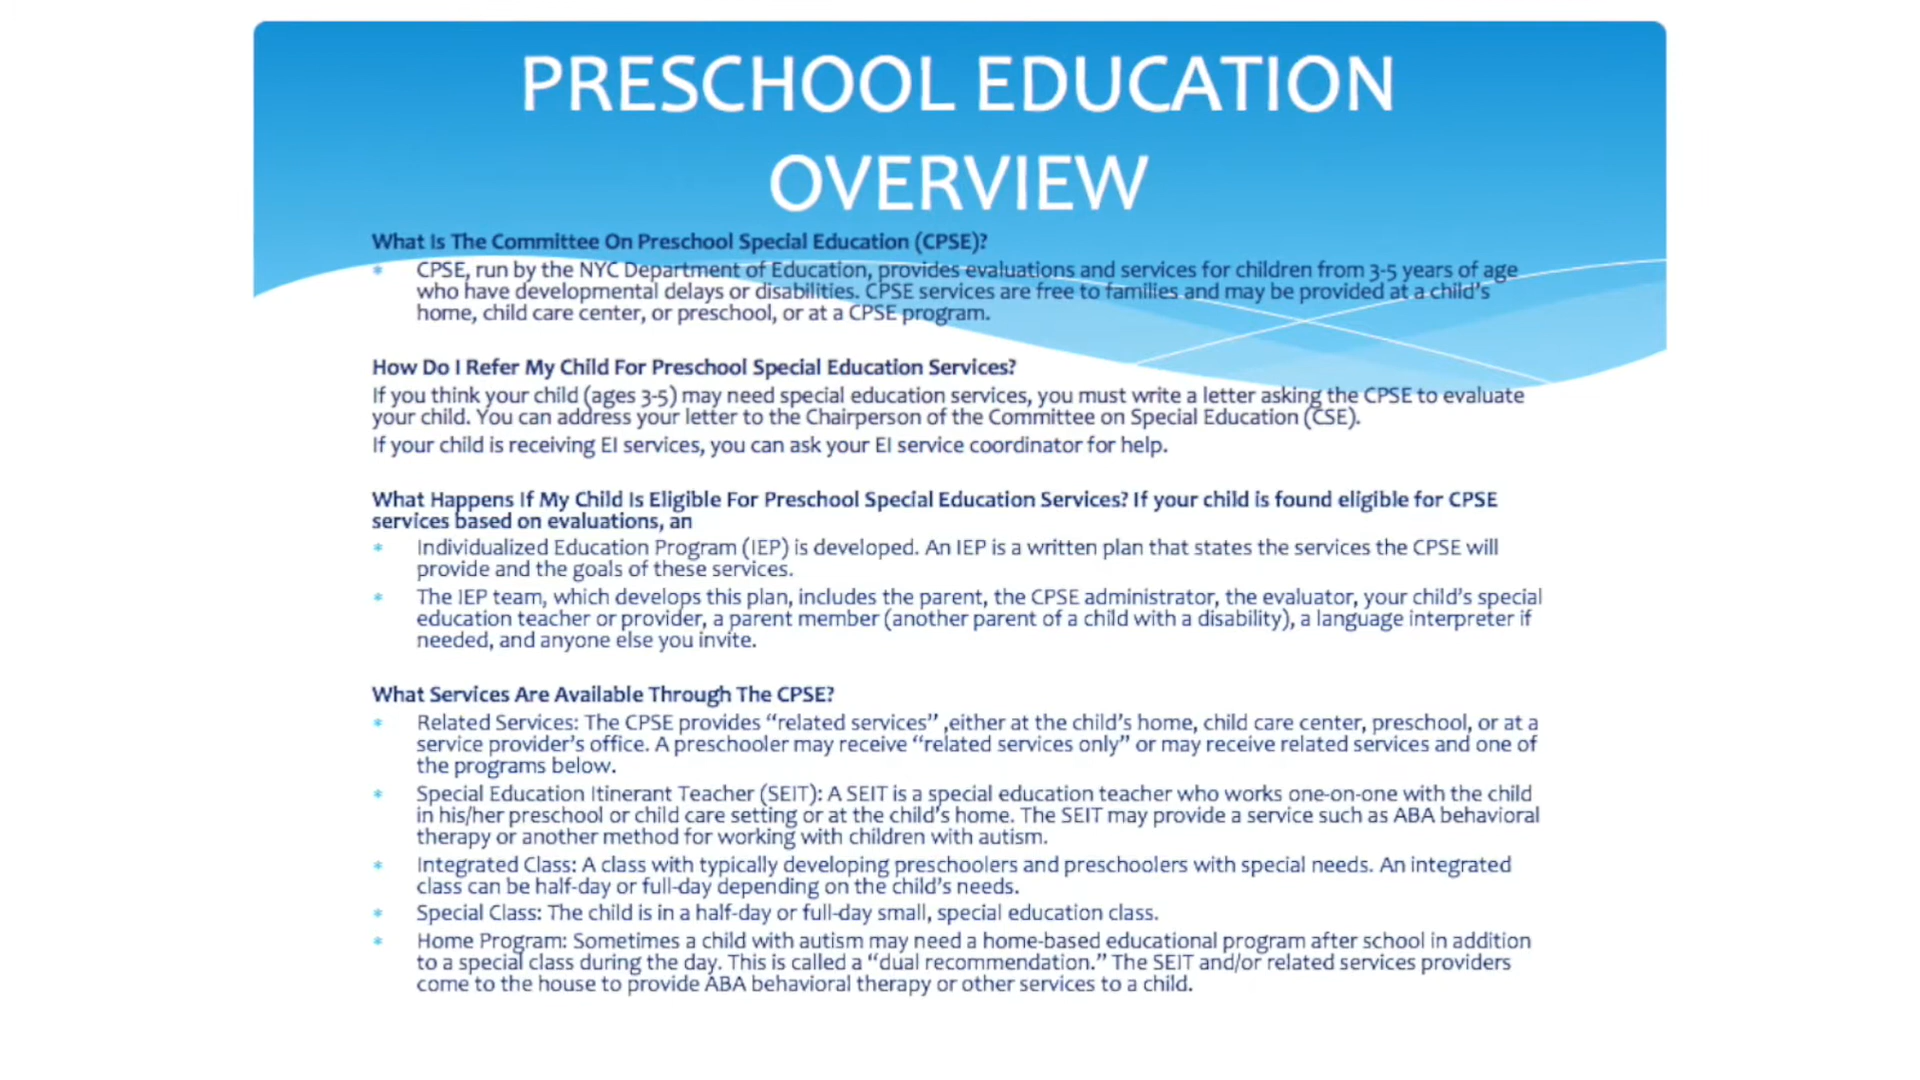 PRESCHOOL EDUCATION
OVERVIEW
What Is The Committee On Preschool Special Education (CPSE)?
* CPSE, run by the NYC Department of Education, provides evaluations and services for children from 3-5 years of age
who have developmental delays or disabilities. CPSE services are free to families and may be provided at a child's
home, child care center, or preschool, or at a CPSE program.
How Do I Refer My Child For Preschool Special Education Services?
If you think your child (ages 3-5) may need special education services, you must write a letter asking the CPSE to evaluate
your child. You can address your letter to the Chairperson of the Committee on Special Education (CSE).
If your child is receiving EI services, you can ask your EI service coordinator for help.
What Happens If My Child Is Eligible For Preschool Special Education Services? If your child is found eligible for CPSE
services based on evaluations, an
* Individualized Education Program (IEP) is developed. An IEP is a written plan that states the services the CPSE will
provide and the goals of these services.
* The IEP team, which develops this plan, includes the parent, the CPSE administrator, the evaluator, your child's special
education teacher or provider, a parent member (another parent of a child with a disability), a language interpreter if
needed, and anyone else you invite.
What Services Are Available Through The CPSE?
* Related Services: The CPSE provides "related services" ,either at the child's home, child care center, preschool, or at a
service provider's office. A preschooler may receive "related services only" or may receive related services and one of
the programs below.
* Special Education Itinerant Teacher (SEIT): A SEIT is a special education teacher who works one-on-one with the child
in his/her preschool or child care setting or at the child's home. The SEIT may provide a service such as ABA behavioral
therapy or another method for working with children with autism.
* Integrated Class: A class with typically developing preschoolers and preschoolers with special needs. An integrated
class can be half-day or full-day depending on the child's needs.
* Special Class: The child is in a half-day or full-day small, special education class.
* Home Program: Sometimes a child with autism may need a home-based educational program after school in addition
to a special class during the day. This is called a "dual recommendation." The SEIT and/or related services providers
come to the house to provide ABA behavioral therapy or other services to a child.